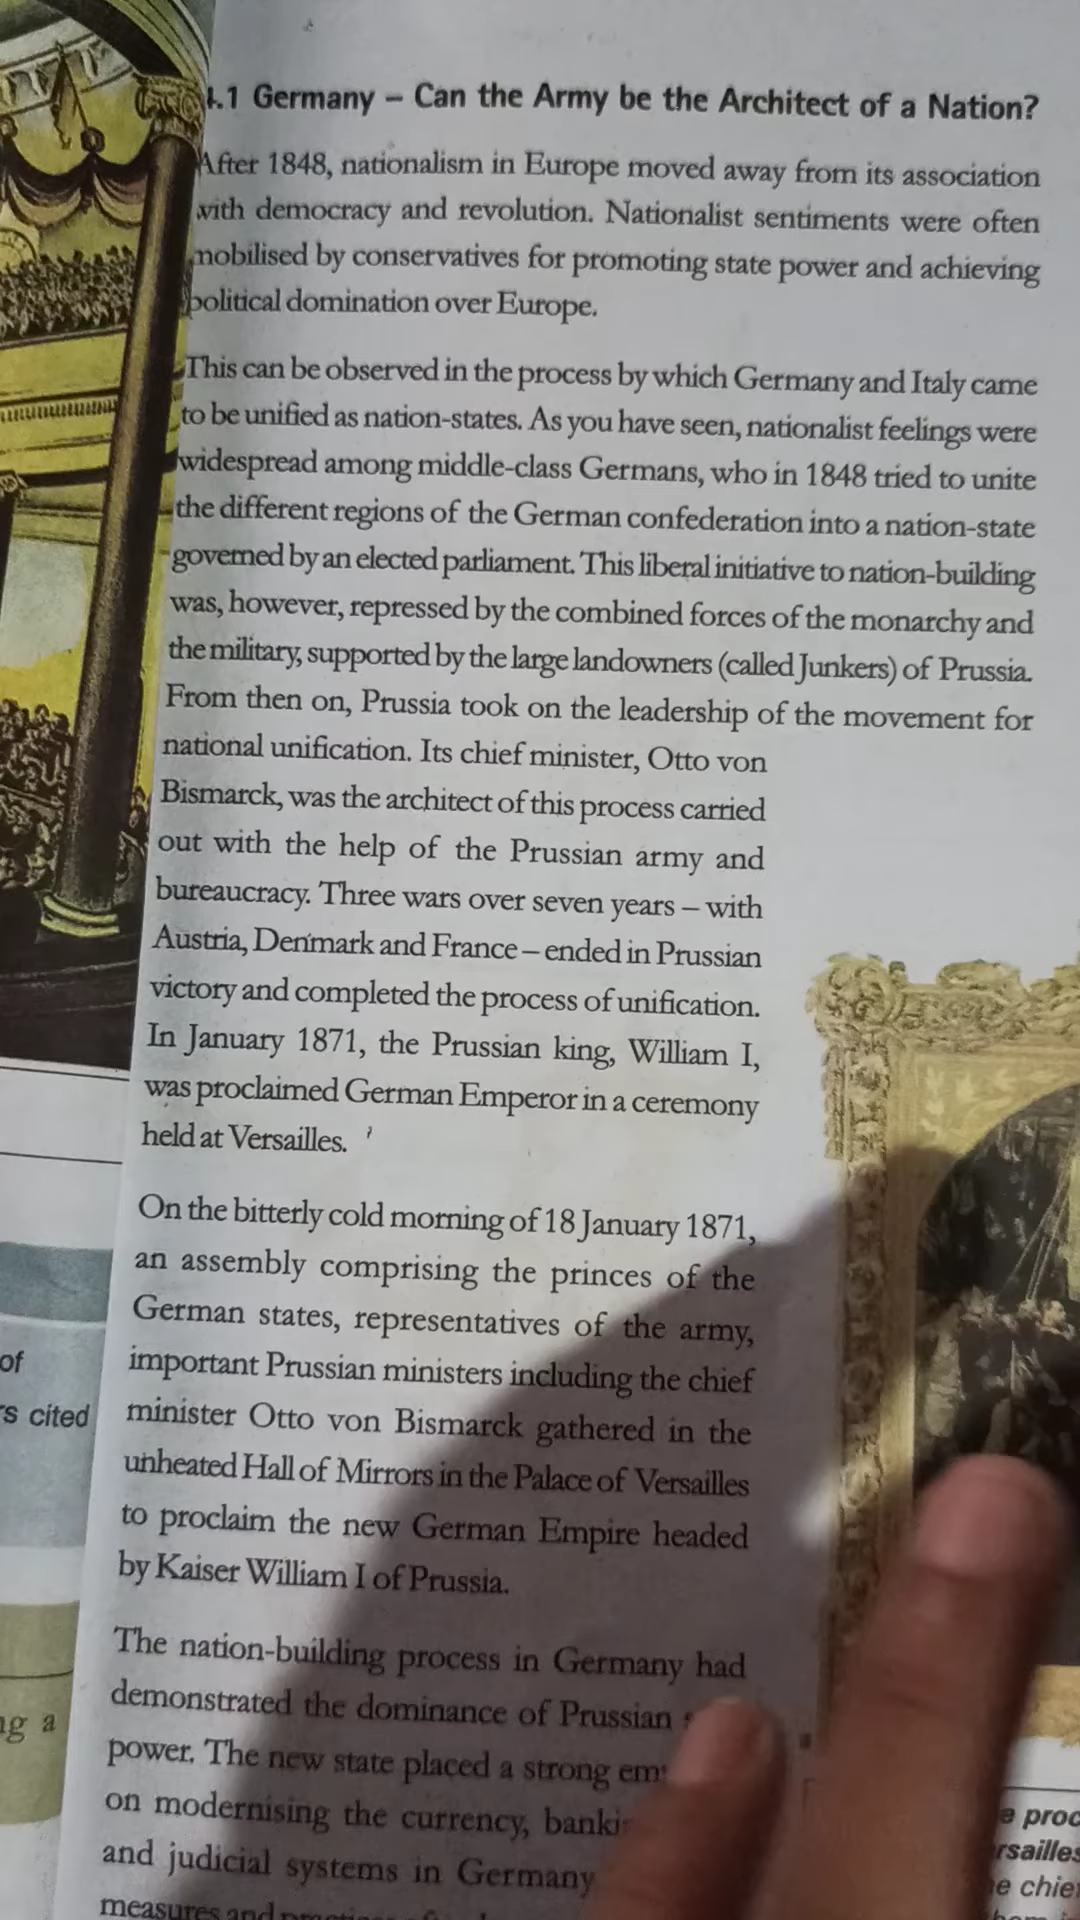 .1 Germany – Can the Army be the Architect of a Nation?
After 1848, nationalism in Europe moved away from its association
with democracy and revolution. Nationalist sentiments were often
mobilised by conservatives for promoting state power and achieving
political domination over Europe.
This can be observed in the process by which Germany and Italy came
to be unified as nation-states. As you have seen, nationalist feelings were
widespread among middle-class Germans, who in 1848 tried to unite
the different regions of the German confederation into a nation-state
governed by an elected parliament. This liberal initiative to nation-building
was, however, repressed by the combined forces of the monarchy and
the military, supported by the large landowners (called Junkers) of Prussia.
From then on, Prussia took on the leadership of the movement for
national unification. Its chief minister, Otto von
Bismarck, was the architect of this process carried
out with the help of the Prussian army and
bureaucracy. Three wars over seven years – with
Austria, Denmark and France – ended in Prussian
victory and completed the process of unification.
In January 1871, the Prussian king, William I,
was proclaimed German Emperor in a ceremony
held at Versailles.
On the bitterly cold morning of 18 January 1871,
an assembly comprising the princes of the
German states, representatives of the army,
important Prussian ministers including the chief
minister Otto von Bismarck gathered in the
unheated Hall of Mirrors in the Palace of Versailles
to proclaim the new German Empire headed
by Kaiser William I of Prussia.
The nation-building process in Germany had
demonstrated the dominance of Prussian
power. The new state placed a strong
on modernising the currency,
and judicial systems in Germany
measures and
of
cited
a